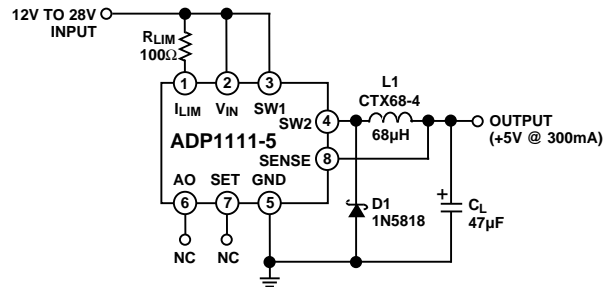 12V TO 28V
INPUT
RLIM
100Ω
1
2
3
ILIM
VIN
SW1
L1
CTX68-4
68µH
SW2
4
OUTPUT
(+5V @ 300mA)
ADP1111-5
SENSE
8
AO
SET
GND
6
7
5
D1
1N5818
+
CL
47µF
NC
NC